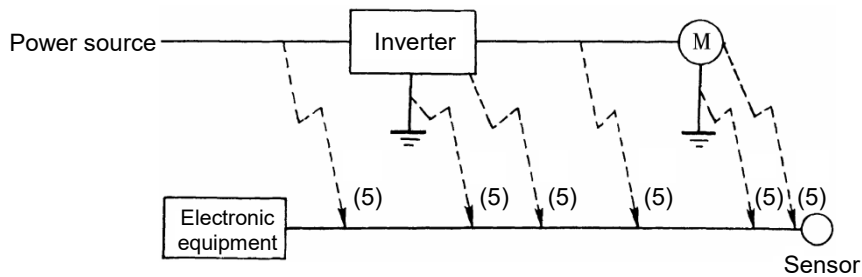 Power source
Inverter
M
(5) (5) (5) (5) (5) (5)
Electronic
equipment
Sensor